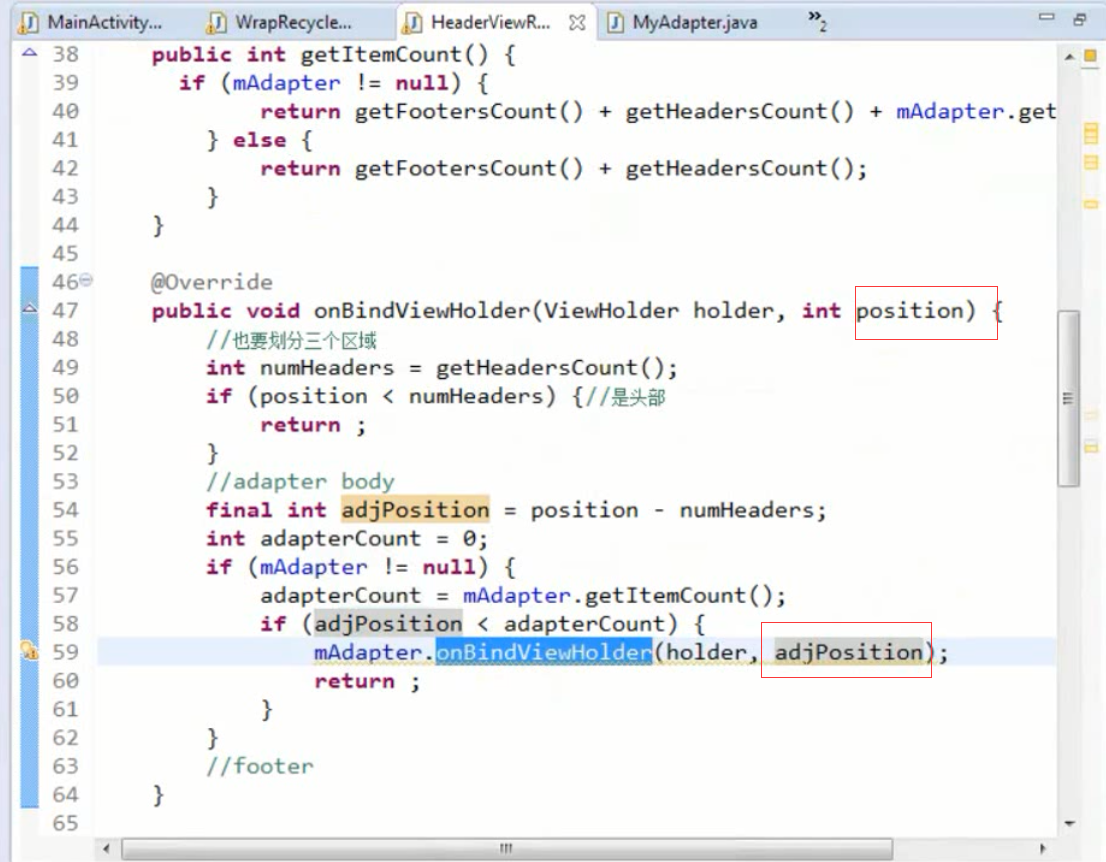 MainActivity...
WrapRecycle...
HeaderViewR...
MyAdapter.java
»2
38 public int getItemCount() {
39 if (mAdapter != null) {
40 return getFootersCount() + getHeadersCount() + mAdapter.get
41 } else {
42 return getFootersCount() + getHeadersCount();
43 }
44 }
45
46 @Override
47 public void onBindViewHolder(ViewHolder holder, int position) {
48 //也要划分三个区域
49 int numHeaders = getHeadersCount();
50 if (position < numHeaders) {//是头部
51 return ;
52 }
53 //adapter body
54 final int adjPosition = position - numHeaders;
55 int adapterCount = 0;
56 if (mAdapter != null) {
57 adapterCount = mAdapter.getItemCount();
58 if (adjPosition < adapterCount) {
59 mAdapter.onBindViewHolder(holder, adjPosition);
60 return ;
61 }
62 }
63 //footer
64 }
65